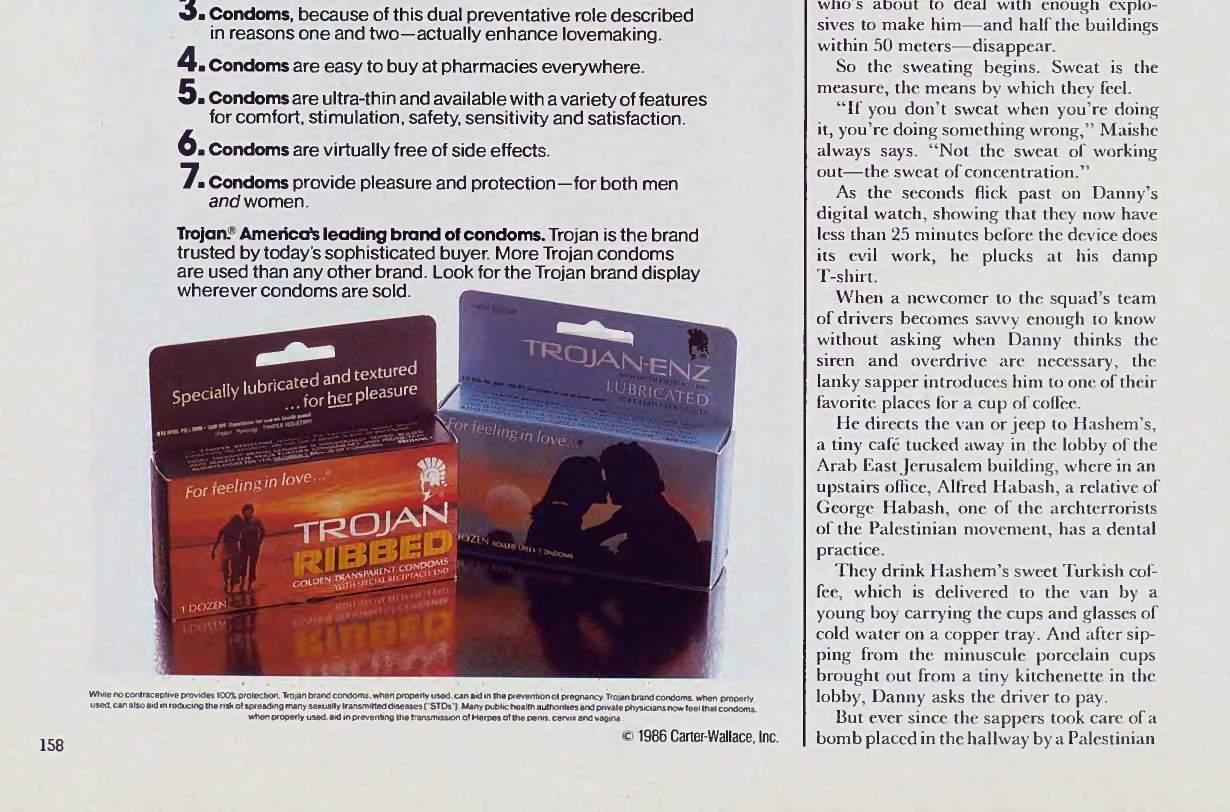 3. Condoms, because of this dual preventative role described
in reasons one and two—actually enhance lovemaking.
4. Condoms are easy to buy at pharmacies everywhere.
5. Condoms are ultra-thin and available with a variety of features
for comfort, stimulation, safety, sensitivity and satisfaction.
6. Condoms are virtually free of side effects.
7. Condoms provide pleasure and protection—for both men
and women.
Trojan.® America's leading brand of condoms. Trojan is the brand
trusted by today's sophisticated buyer. More Trojan condoms
are used than any other brand. Look for the Trojan brand display
wherever condoms are sold.
Specially lubricated and textured
...for her pleasure
For feeling in love...®
TROJAN
RIBBED
GOLDEN TRANSPARENT CONDOMS
WITH SPECIAL RECEPTACLE END
1 DOZEN
TROJAN-ENZ
LUBRICATED
For feeling in love...®
DOZEN ROLLED LATEX CONDOMS
While no contraceptive provides 100% protection, Trojan brand condoms, when properly used, can aid in the prevention of pregnancy. Trojan brand condoms, when properly
used, can also aid in reducing the risk of spreading many sexually transmitted diseases ("STDs"). Many public health authorities and private physicians now feel that condoms,
when properly used, aid in preventing the transmission of Herpes of the penis, cervix and vagina.
© 1986 Carter-Wallace, Inc.
158
who's about to deal with enough explo-
sives to make him—and half the buildings
within 50 meters—disappear.
So the sweating begins. Sweat is the
measure, the means by which they feel.
"If you don't sweat when you're doing
it, you're doing something wrong," Maishe
always says. "Not the sweat of working
out—the sweat of concentration."
As the seconds flick past on Danny's
digital watch, showing that they now have
less than 25 minutes before the device does
its evil work, he plucks at his damp
T-shirt.
When a newcomer to the squad's team
of drivers becomes savvy enough to know
without asking when Danny thinks the
siren and overdrive are necessary, the
lanky sapper introduces him to one of their
favorite places for a cup of coffee.
He directs the van or jeep to Hashem's,
a tiny café tucked away in the lobby of the
Arab East Jerusalem building, where in an
upstairs office, Alfred Habash, a relative of
George Habash, one of the archterrorists
of the Palestinian movement, has a dental
practice.
They drink Hashem's sweet Turkish cof-
fee, which is delivered to the van by a
young boy carrying the cups and glasses of
cold water on a copper tray. And after sip-
ping from the minuscule porcelain cups
brought out from a tiny kitchenette in the
lobby, Danny asks the driver to pay.
But ever since the sappers took care of a
bomb placed in the hallway by a Palestinian